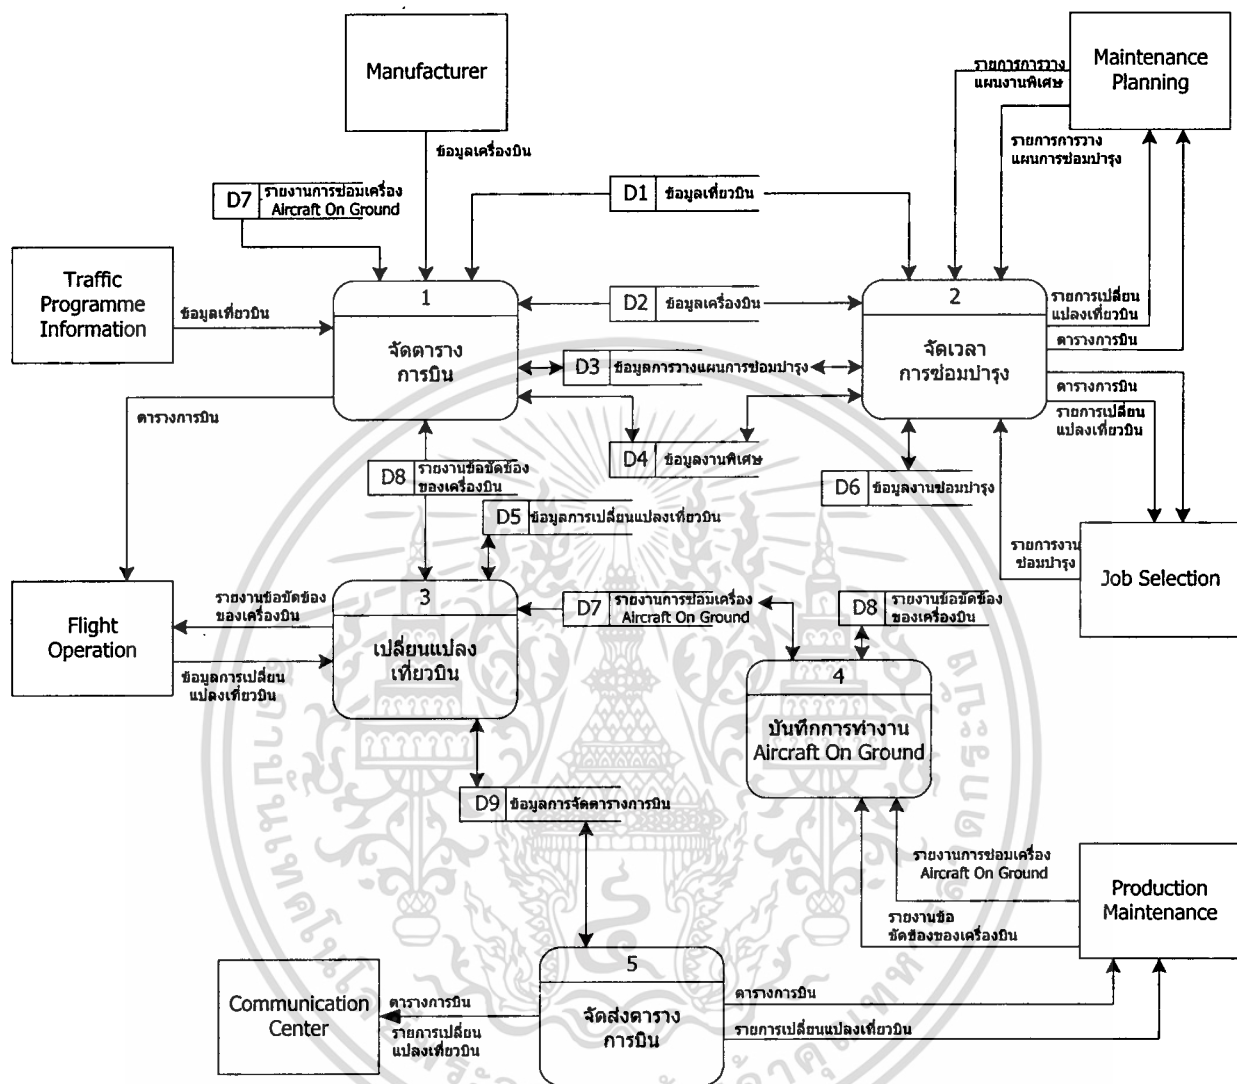 Manufacturer
ข้อมูลเครื่องบิน
รายการการวาง
แผนงานพิเศษ
Maintenance
Planning
รายการการวาง
แผนการซ่อมบำรุง
D7
รายงานการซ่อมเครื่อง
Aircraft On Ground
D1
ข้อมูลเที่ยวบิน
Traffic
Programme
Information
ข้อมูลเที่ยวบิน
1
จัดตาราง
การบิน
D2
ข้อมูลเครื่องบิน
2
จัดเวลา
การซ่อมบำรุง
รายการเปลี่ยน
แปลงเที่ยวบิน
ตารางการบิน
D3
ข้อมูลการวางแผนการซ่อมบำรุง
ตารางการบิน
รายการเปลี่ยน
แปลงเที่ยวบิน
ตารางการบิน
D4
ข้อมูลงานพิเศษ
D8
รายงานข้อขัดข้อง
ของเครื่องบิน
D6
ข้อมูลงานซ่อมบำรุง
D5
ข้อมูลการเปลี่ยนแปลงเที่ยวบิน
รายการงาน
ซ่อมบำรุง
Job Selection
Flight
Operation
รายงานข้อขัดข้อง
ของเครื่องบิน
ข้อมูลการเปลี่ยน
แปลงเที่ยวบิน
3
เปลี่ยนแปลง
เที่ยวบิน
D7
รายงานการซ่อมเครื่อง
Aircraft On Ground
D8
รายงานข้อขัดข้อง
ของเครื่องบิน
4
บันทึกการทำงาน
Aircraft On Ground
D9
ข้อมูลการจัดตารางการบิน
รายงานการซ่อมเครื่อง
Aircraft On Ground
รายงานข้อ
ขัดข้องของเครื่องบิน
Production
Maintenance
Communication
Center
ตารางการบิน
รายการเปลี่ยน
แปลงเที่ยวบิน
5
จัดส่งตาราง
การบิน
ตารางการบิน
รายการเปลี่ยนแปลงเที่ยวบิน